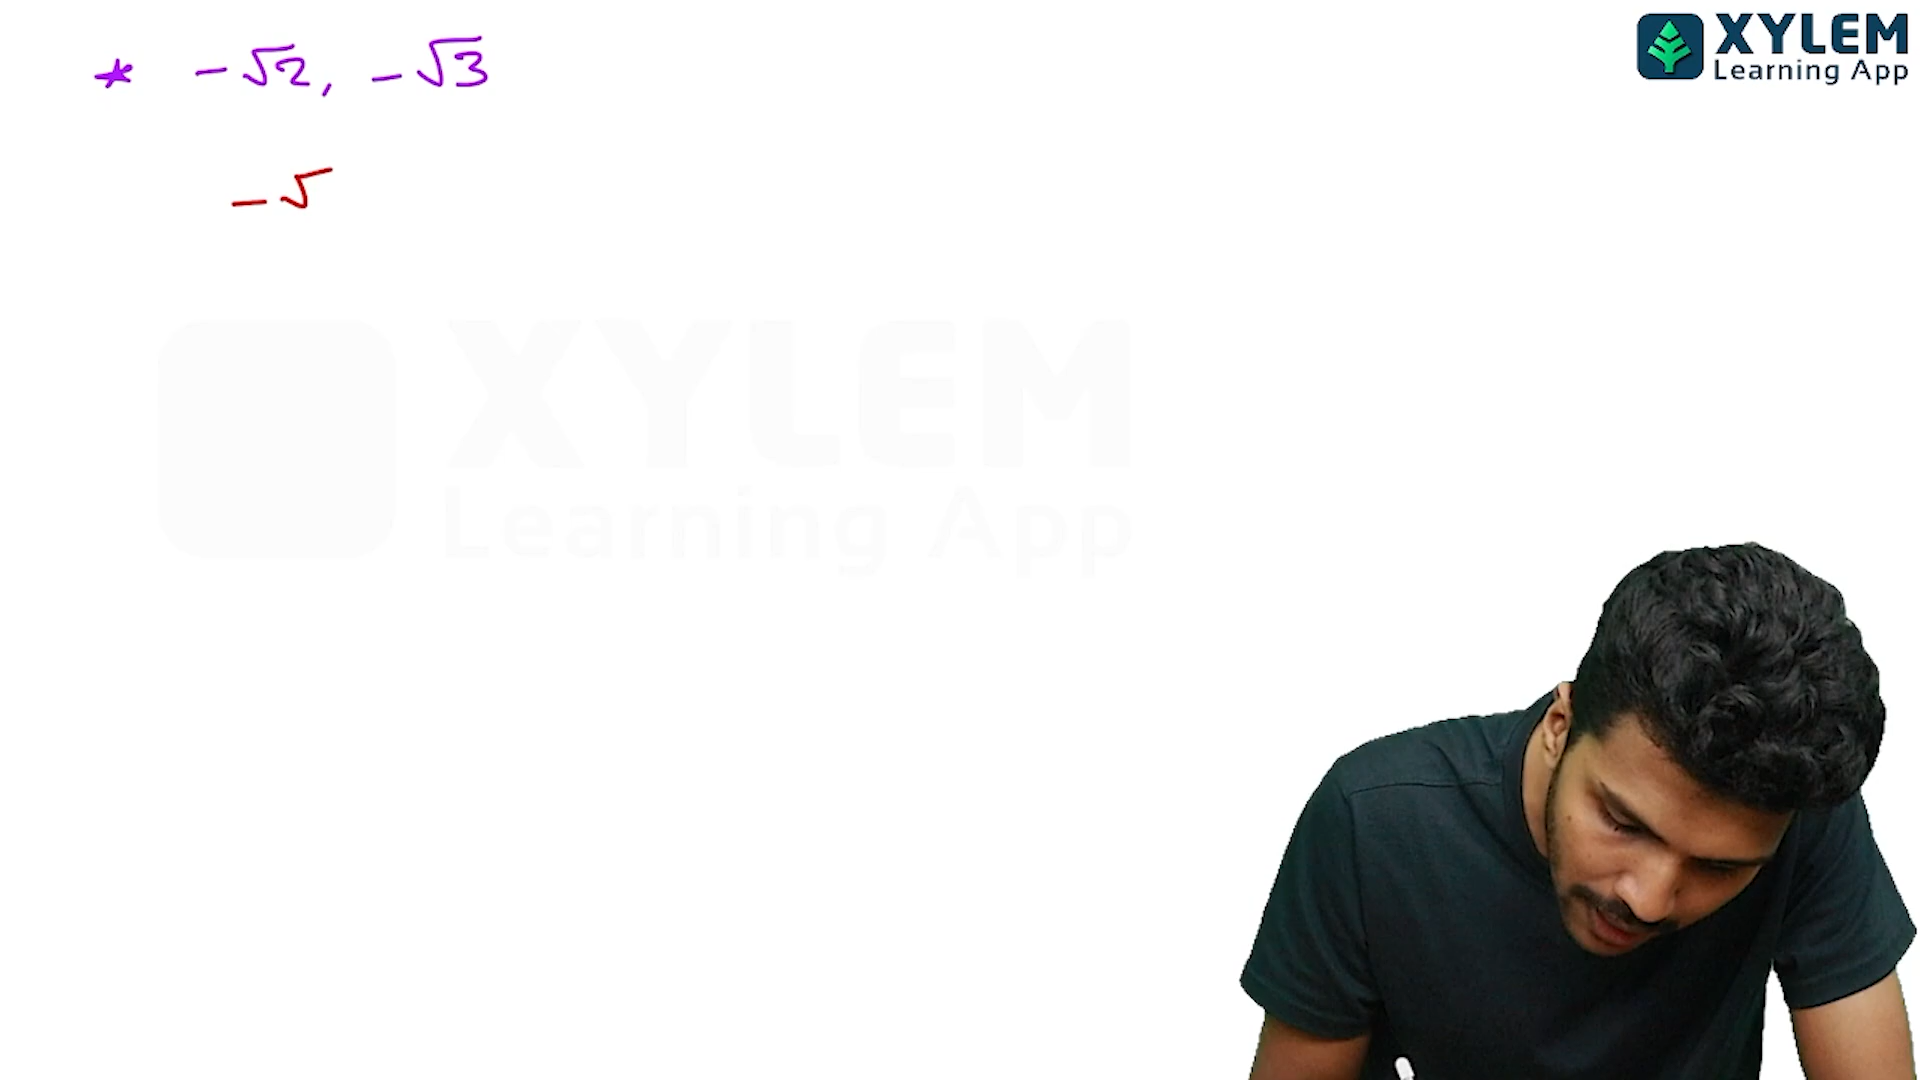 * -√2, -√3
XYLEM
Learning App
-√
XYLEM
Learning App